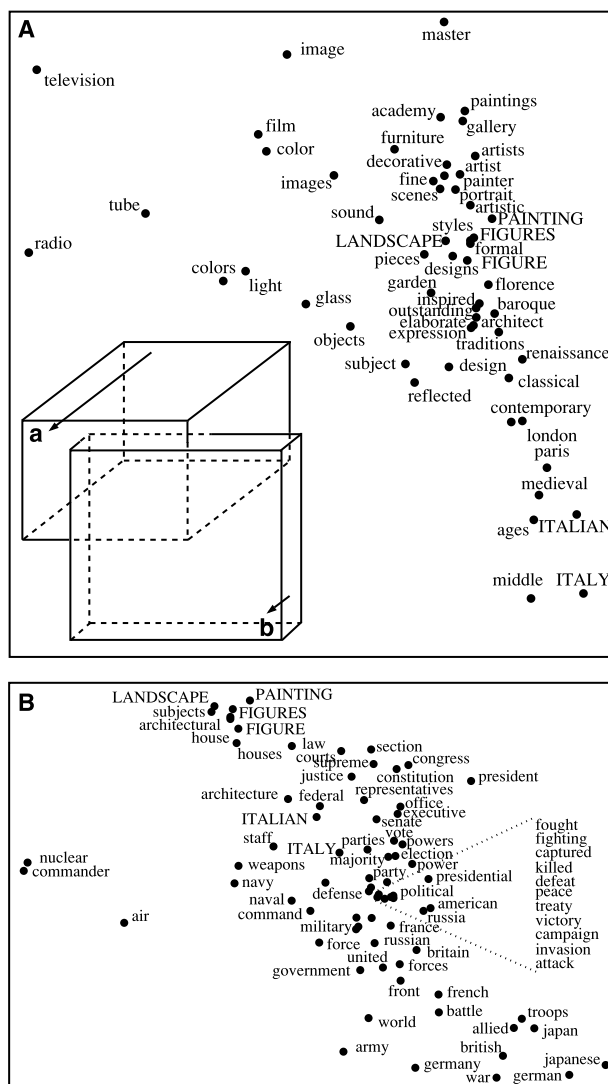 A
master
image
television
paintings
academy
gallery
film
furniture
color
artists
decorative
artist
images
fine
painter
scenes
portrait
tube
artistic
sound
PAINTING
styles
FIGURES
radio
LANDSCAPE
formal
pieces
FIGURE
designs
colors
light
garden
florence
glass
inspired
baroque
outstanding
elaborate
architect
objects
expression
traditions
renaissance
subject
design
classical
reflected
contemporary
a
london
paris
medieval
ages
ITALIAN
middle
ITALY
b
B
LANDSCAPE
PAINTING
subjects
FIGURES
architectural
FIGURE
house
houses
law
courts
section
supreme
congress
justice
constitution
president
representatives
architecture
federal
office
executive
ITALIAN
senate
vote
staff
parties
powers
ITALY
majority
election
nuclear
power
commander
weapons
party
presidential
navy
defense
political
naval
american
command
russia
air
military
france
force
russian
united
britain
government
forces
front
french
battle
world
troops
allied
japan
army
british
germany
japanese
war
german
fought
fighting
captured
killed
defeat
peace
treaty
victory
campaign
invasion
attack